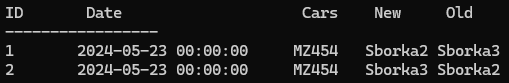 ID Date Cars New Old
-----------------
1 2024-05-23 00:00:00 MZ454 Sborka2 Sborka3
2 2024-05-23 00:00:00 MZ454 Sborka3 Sborka2